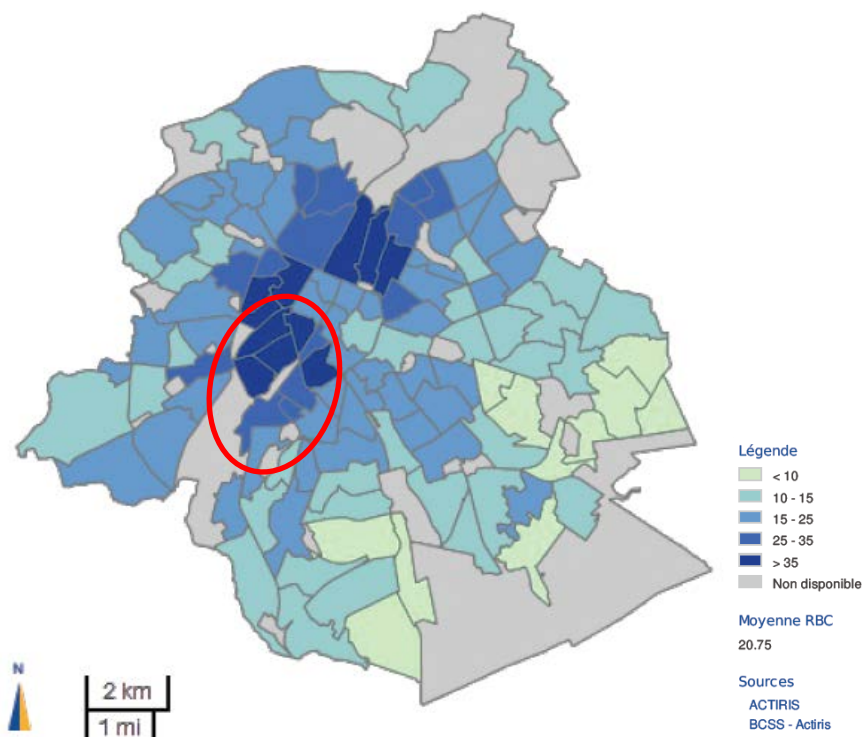 Légende
< 10
10 - 15
15 - 25
25 - 35
> 35
Non disponible
Moyenne RBC
20.75
Sources
ACTIRIS
BCSS - Actiris
N
2 km
1 mi